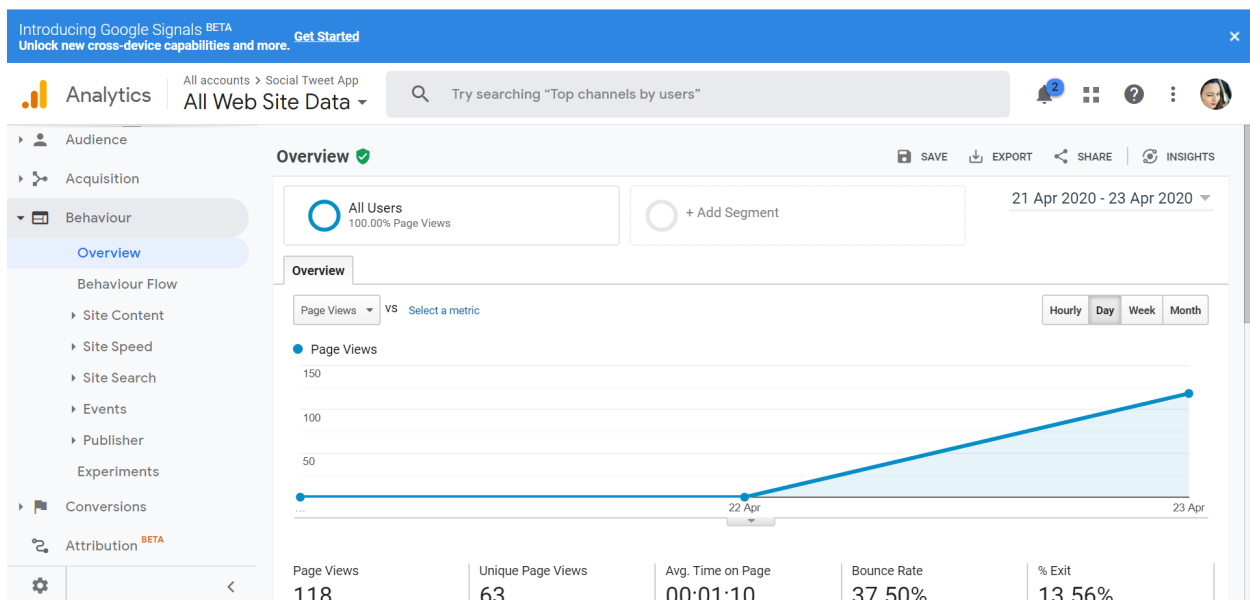 Introducing Google Signals BETA
Unlock new cross-device capabilities and more. Get Started
Analytics
All accounts > Social Tweet App
All Web Site Data
Try searching “Top channels by users”
2
Audience
Acquisition
Behaviour
Overview
Behaviour Flow
Site Content
Site Speed
Site Search
Events
Publisher
Experiments
Conversions
Attribution BETA
Overview
SAVE
EXPORT
SHARE
INSIGHTS
All Users
100.00% Page Views
+ Add Segment
21 Apr 2020 - 23 Apr 2020
Overview
Page Views VS Select a metric
Hourly Day Week Month
Page Views
150
100
50
...
22 Apr
23 Apr
Page Views
118
Unique Page Views
63
Avg. Time on Page
00:01:10
Bounce Rate
37.50%
% Exit
13.56%